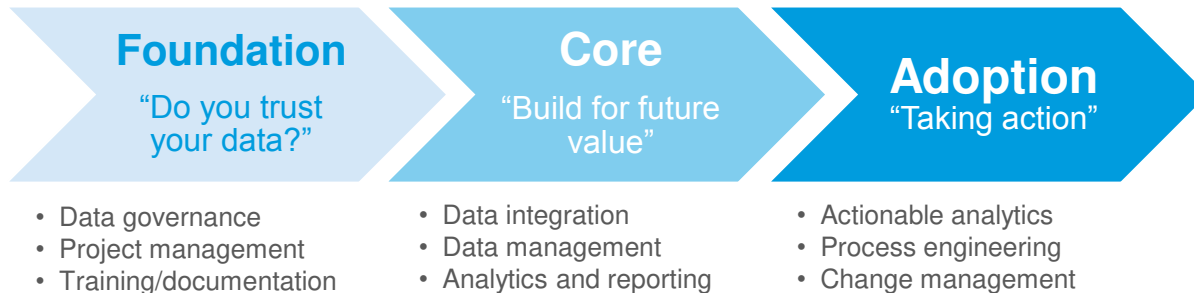 Foundation
“Do you trust
your data?”
• Data governance
• Project management
• Training/documentation
Core
“Build for future
value”
• Data integration
• Data management
• Analytics and reporting
Adoption
“Taking action”
• Actionable analytics
• Process engineering
• Change management